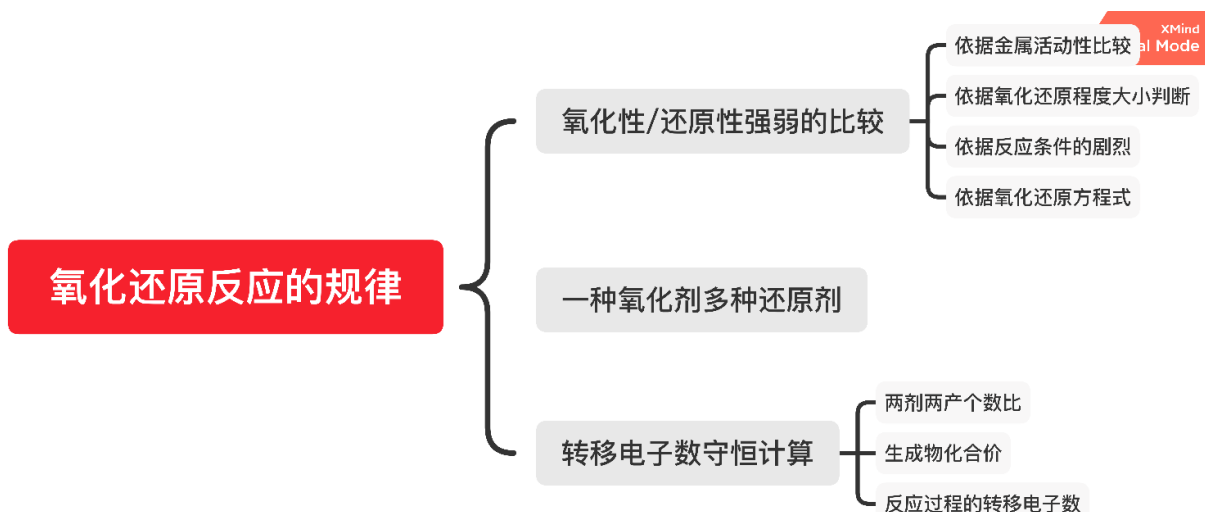 XMind
al Mode
依据金属活动性比较
依据氧化还原程度大小判断
氧化性/还原性强弱的比较
依据反应条件的剧烈
依据氧化还原方程式
氧化还原反应的规律
一种氧化剂多种还原剂
两剂两产个数比
转移电子数守恒计算
生成物化合价
反应过程的转移电子数